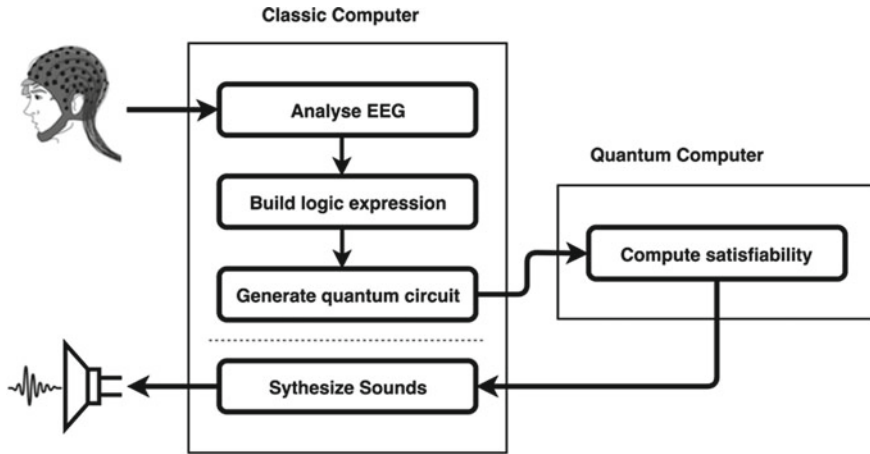 Classic Computer
Analyse EEG
Build logic expression
Quantum Computer
Generate quantum circuit
Compute satisfiability
Sythesize Sounds